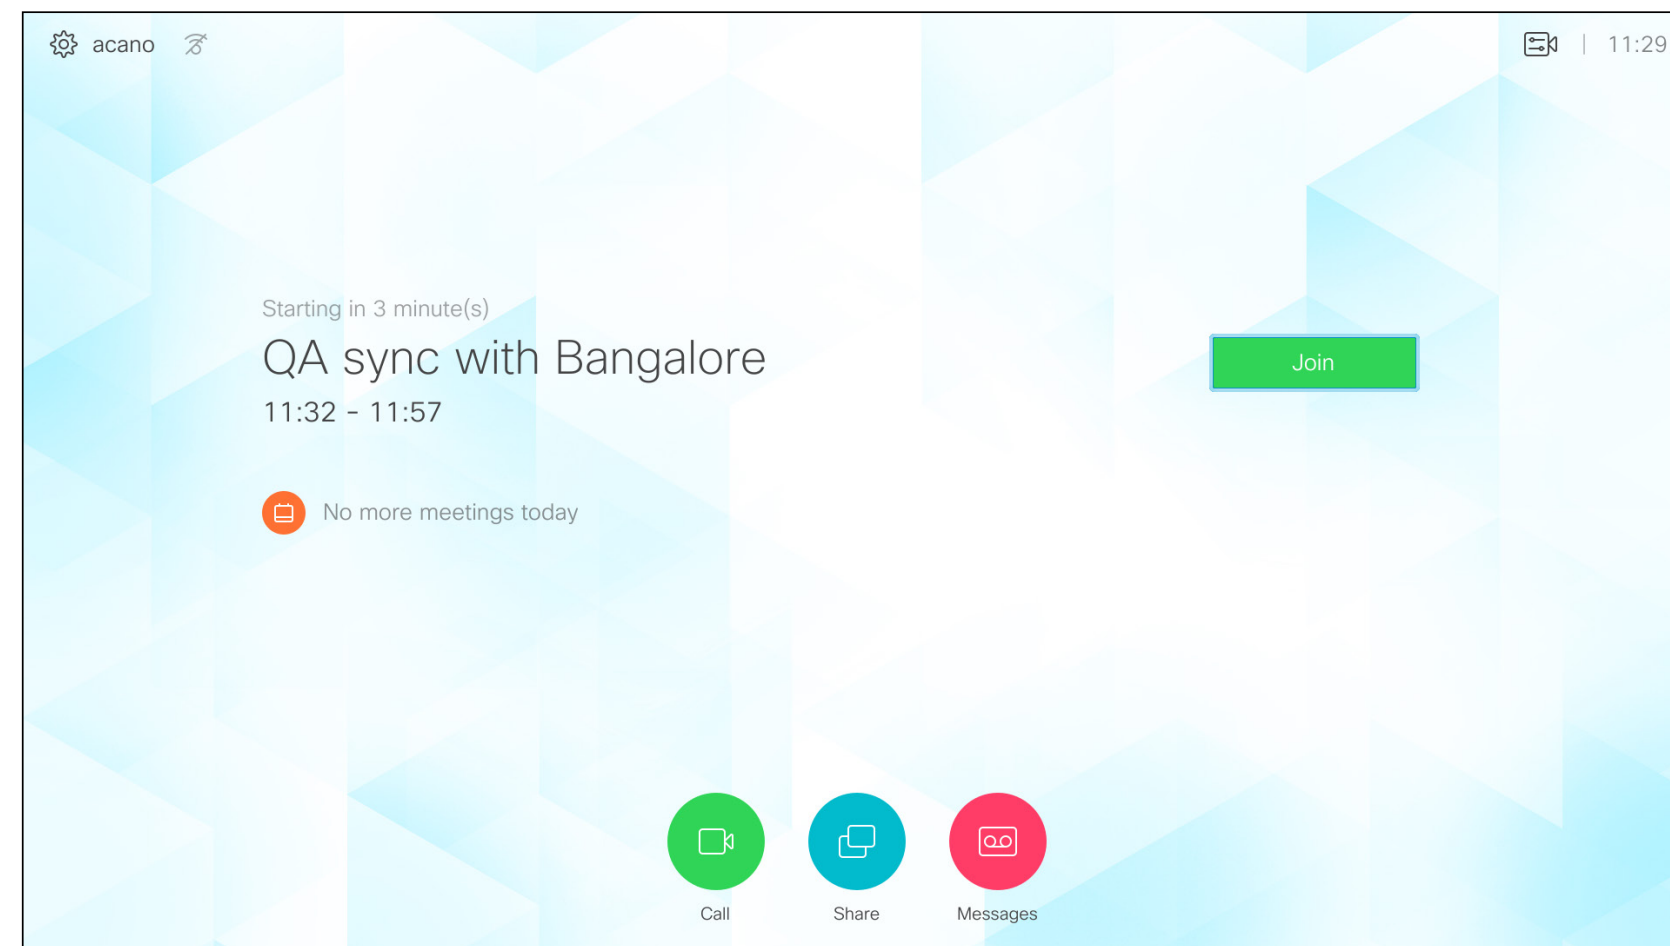 acano
11:29
Starting in 3 minute(s)
QA sync with Bangalore
11:32 - 11:57
Join
No more meetings today
Call
Share
Messages